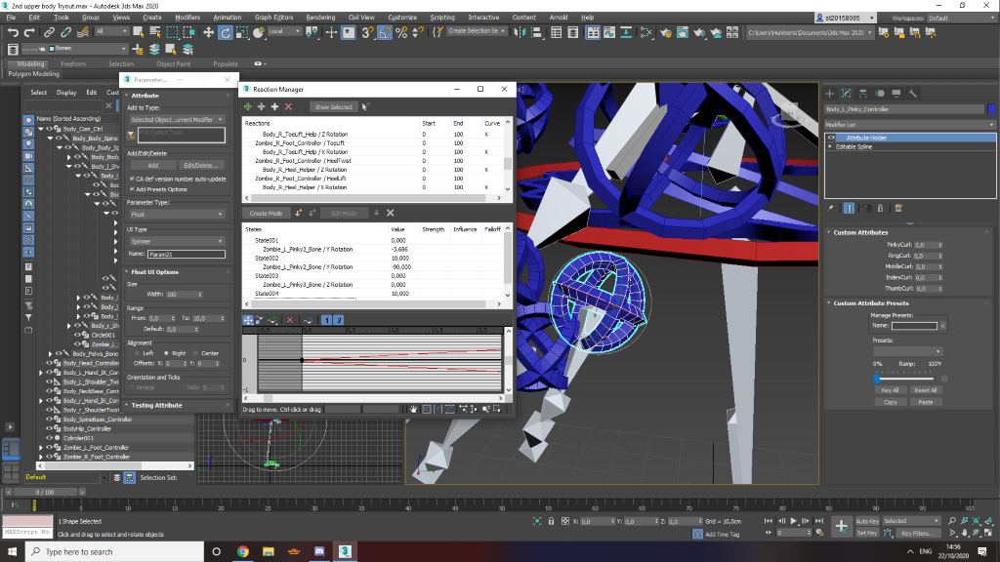 2nd upper body Tryout.max - Autodesk 3ds Max 2020
File Edit Tools Group Views Create Modifiers Animation Graph Editors Rendering Civil View Customize Scripting Interactive Content Arnold Help
st20158095
Workspaces: Default
All
Local
Create Selection Se
C:\Users\Humberto\Documents\3ds Max 2020
Bones
Modeling Freeform Selection Object Paint Populate
Polygon Modeling
Select Display Edit
Name (Sorted Ascending)
Body_Com_Ctrl
Body_Body_Spine
Body_Pelvis_Bone
Body_Head_Controller
Body_L_Hand_IK_Con
Body_L_Shoulder_Twi
Body_NeckBase_Contr
Body_r_Hand_IK_Con
Body_r_ShoulderTwist
Body_SpineBase_Controller
BodyHip_Controller
Cylinder001
Zombie_L_Foot_Controller
Zombie_R_Foot_Controller
Circle001
Default
Selection Set:
Parameter...
Attribute
Add to Type:
Selected Object...urrent Modifier
Pick Explicit Track
Add/Edit/Delete
Add Edit/Delete...
CA def version number auto-update
Add Presets Options
Parameter Type:
Float
UI Type
Spinner
Name: Param21
Float UI Options
Size
Width: 100
Range
From: 0,0 To: 10,0
Default: 0,0
Alignment
Left Right Center
Offsets: X: 0 Y: 0
Orientation and Ticks
Vertical Ticks: 0
Testing Attribute
Reaction Manager
Show Selected
Reactions Start End Curve
Body_R_ToeLift_Help / Z Rotation 0 100 X
Zombie_R_Foot_Controller / ToeLift 0 100
Body_R_ToeLift_Help / X Rotation 0 100 X
Zombie_R_Foot_Controller / HeelTwist 0 100
Body_R_Heel_Helper / Z Rotation 0 100 X
Zombie_R_Foot_Controller / HeelLift 0 100
Body_R_Heel_Helper / X Rotation 0 100 X
Create Mode Edit Mode
States Value Strength Influence Falloff
State001 0,000
Zombie_L_Pinky2_Bone / Y Rotation -3,686
State002 10,000
Zombie_L_Pinky2_Bone / Y Rotation -90,000
State003 0,000
Zombie_L_Pinky3_Bone / Z Rotation 0,000
State004 10,000
1 2
0
-1
Drag to move. Ctrl-click or drag
Body_L_Pinky_Controller
Modifier List
Attribute Holder
Editable Spline
Custom Attributes
PinkyCurl: 0,0
RingCurl: 0,0
MiddleCurl: 0,0
IndexCurl: 0,0
ThumbCurl: 0,0
Custom Attribute Presets
Manage Presets:
Name: <
Presets:
0% Ramp: 100%
Key All Reset All
Copy Paste
0 / 100
5 10 15 20 25 30 35 40 45 50 55 60 65 70 75 80 85 90 95 100
MAXScript Mi
1 Shape Selected
Click and drag to select and rotate objects
X: 0,0 Y: 0,0 Z: 0,0 Grid = 10,0cm
Add Time Tag
0
Auto Key Selected
Set Key Key Filters...
Type here to search
ENG
14:56
22/10/2020